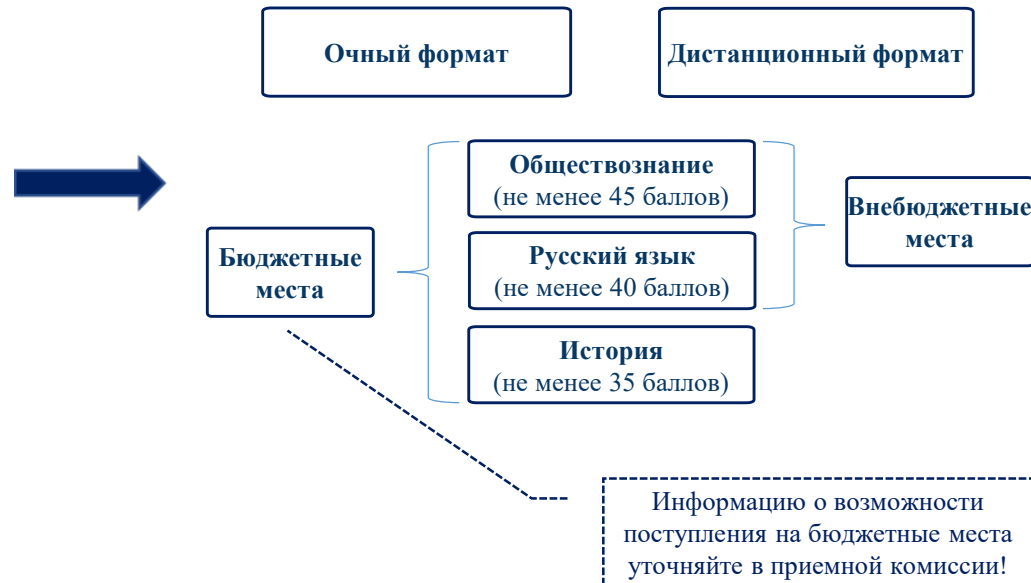 Очный формат
Дистанционный формат
Обществознание
(не менее 45 баллов)
Внебюджетные
места
Бюджетные
места
Русский язык
(не менее 40 баллов)
История
(не менее 35 баллов)
Информацию о возможности
поступления на бюджетные места
уточняйте в приемной комиссии!